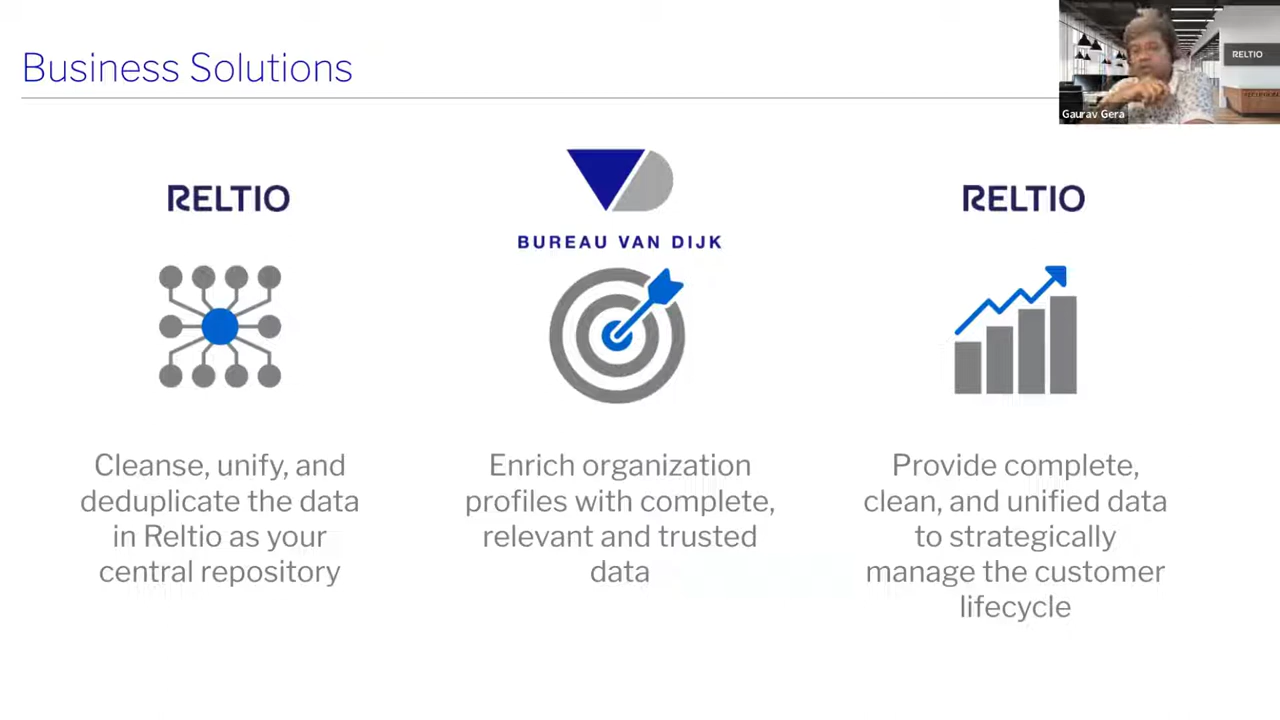 Business Solutions
RELTIO
Gaurav Gera
RELTIO
BUREAU VAN DIJK
RELTIO
Cleanse, unify, and
deduplicate the data
in Reltio as your
central repository
Enrich organization
profiles with complete,
relevant and trusted
data
Provide complete,
clean, and unified data
to strategically
manage the customer
lifecycle